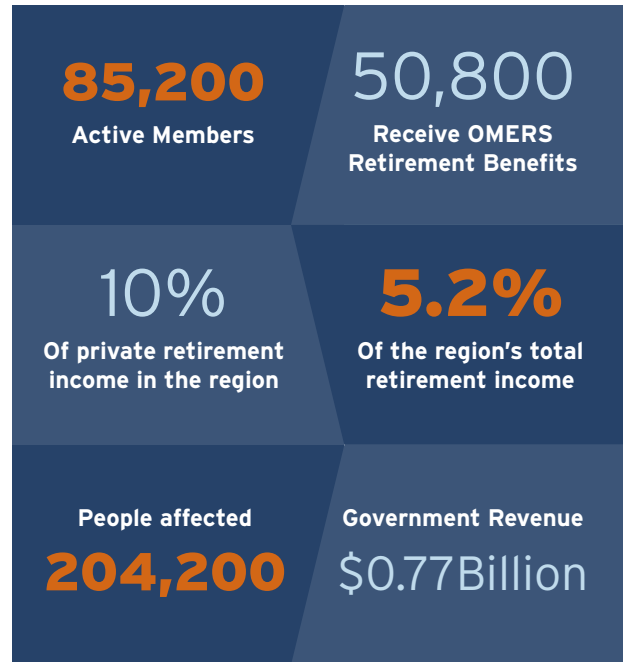 85,200
Active Members
50,800
Receive OMERS
Retirement Benefits
10%
Of private retirement
income in the region
5.2%
Of the region's total
retirement income
People affected
204,200
Government Revenue
$0.77Billion